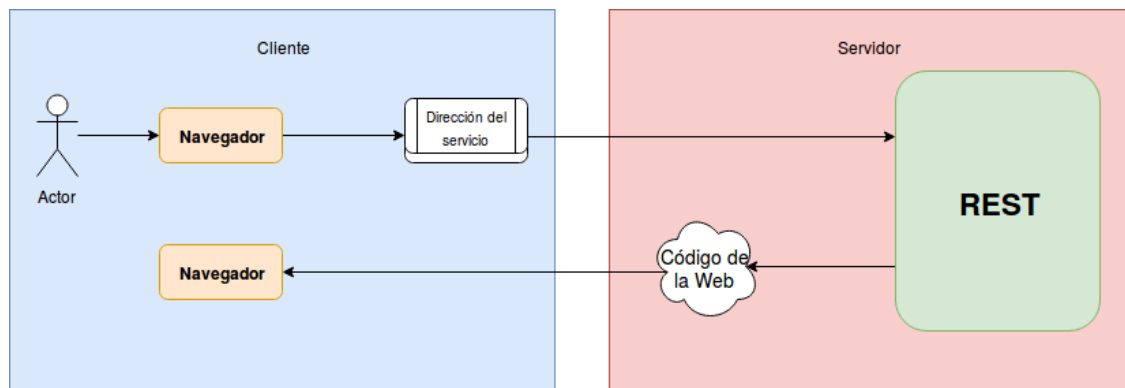 Cliente
Servidor
Navegador
Dirección del
servicio
Actor
REST
Navegador
Código de
la Web